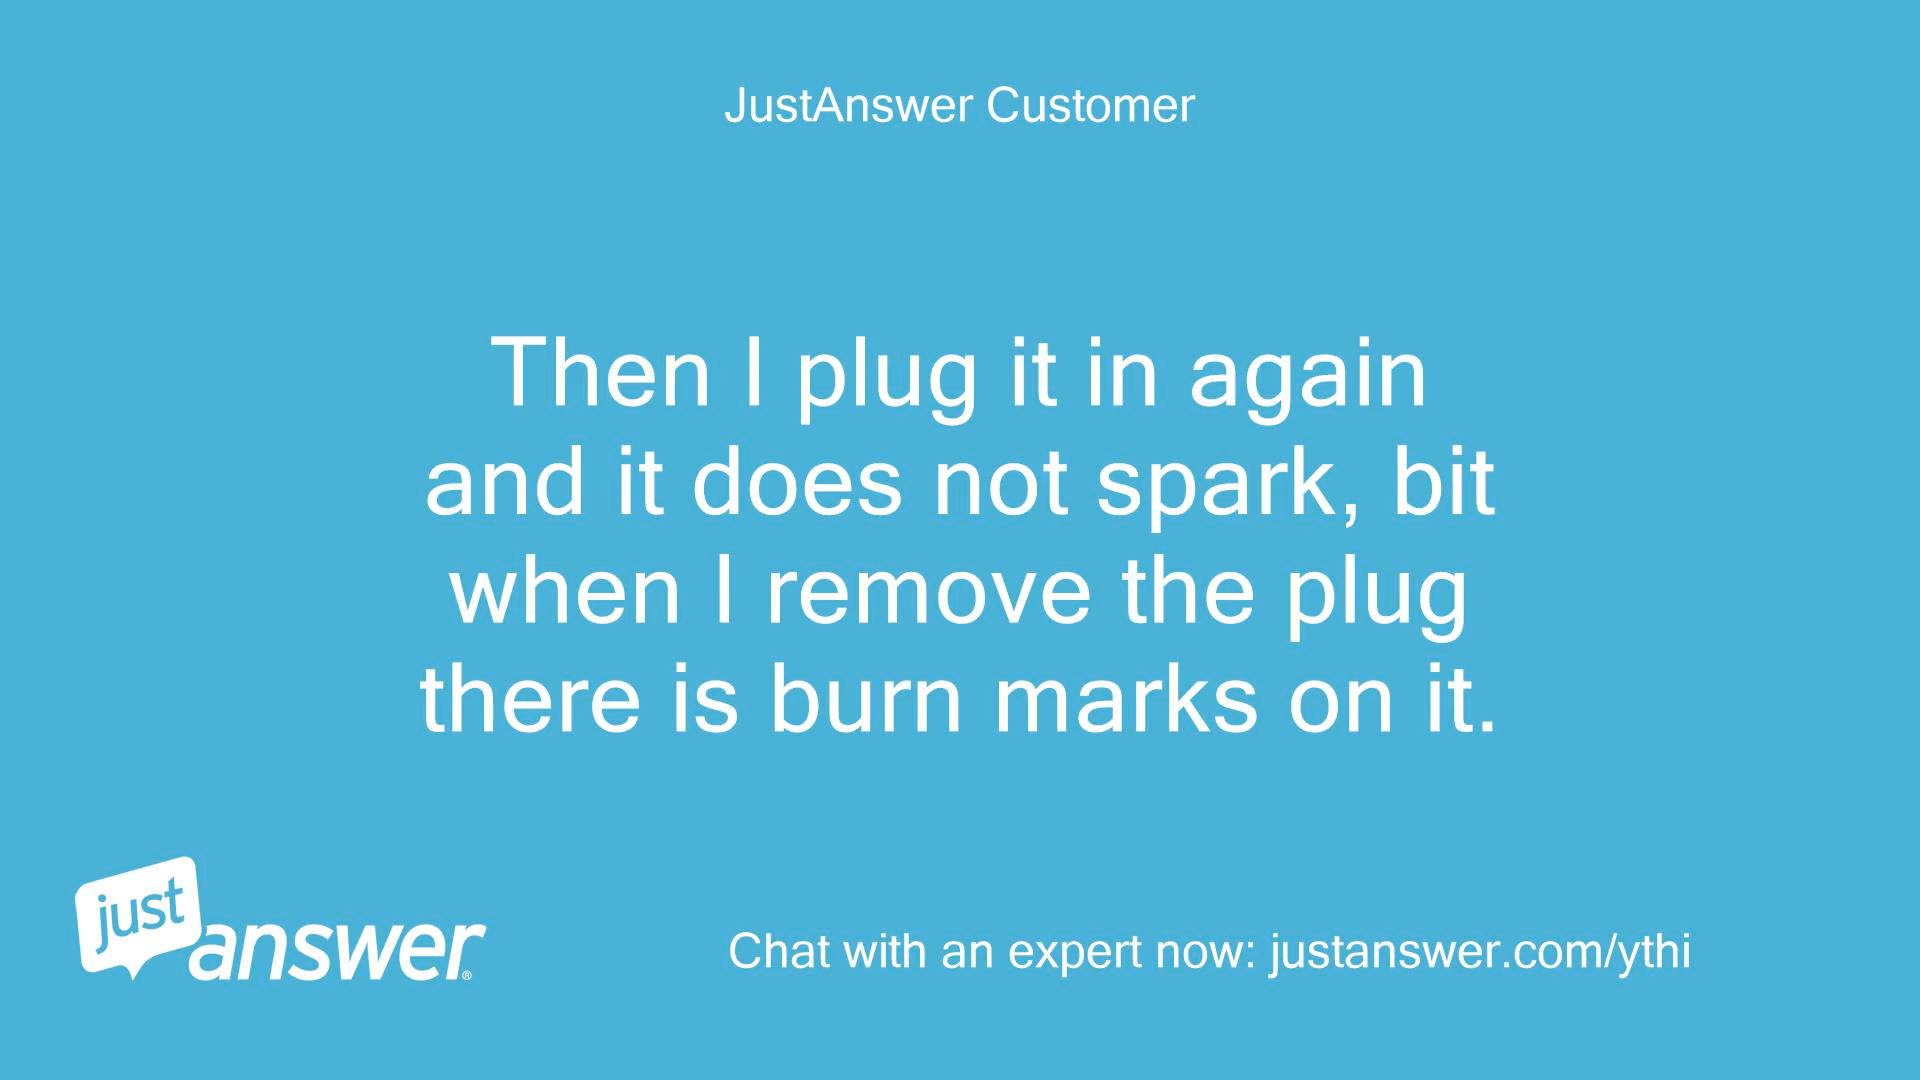 JustAnswer Customer
Then I plug it in again
and it does not spark, bit
when I remove the plug
there is burn marks on it.
just
answer®
Chat with an expert now: justanswer.com/ythi